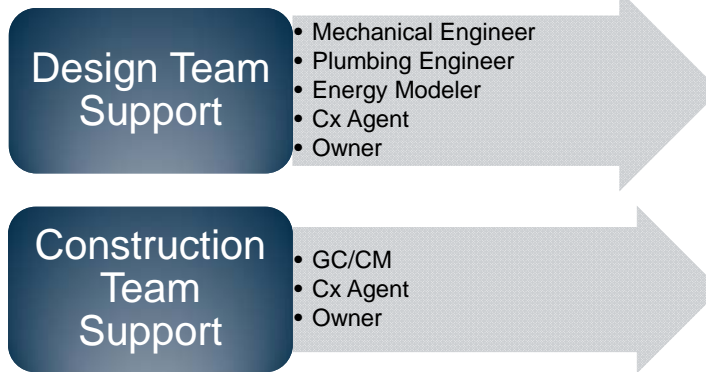 Design Team
Support
• Mechanical Engineer
• Plumbing Engineer
• Energy Modeler
• Cx Agent
• Owner
Construction
Team
Support
• GC/CM
• Cx Agent
• Owner